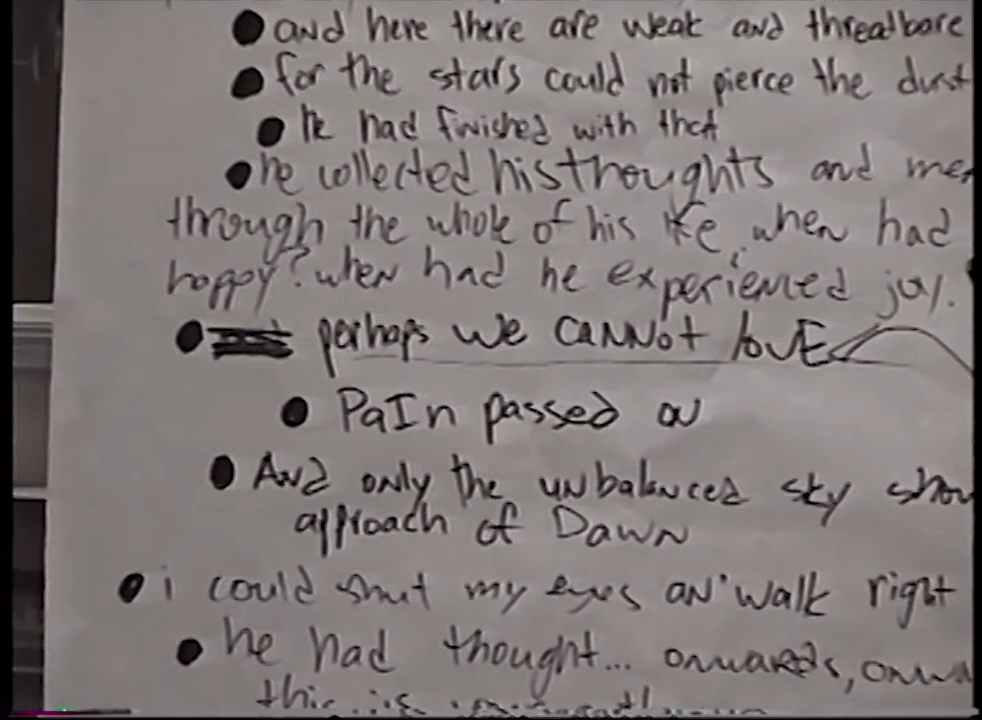 ● and here there are weak and threadbare
● for the stars could not pierce the dust
● he had finished with that
● he collected his thoughts and
through the whole of his life, when had
happy? when had he experienced joy.
● perhaps we CANNOT lovE
● PaIn passed on
● And only the unbalanced sky
approach of Dawn
● i could shut my eyes an' walk right
● he had thought... onwards,
this is